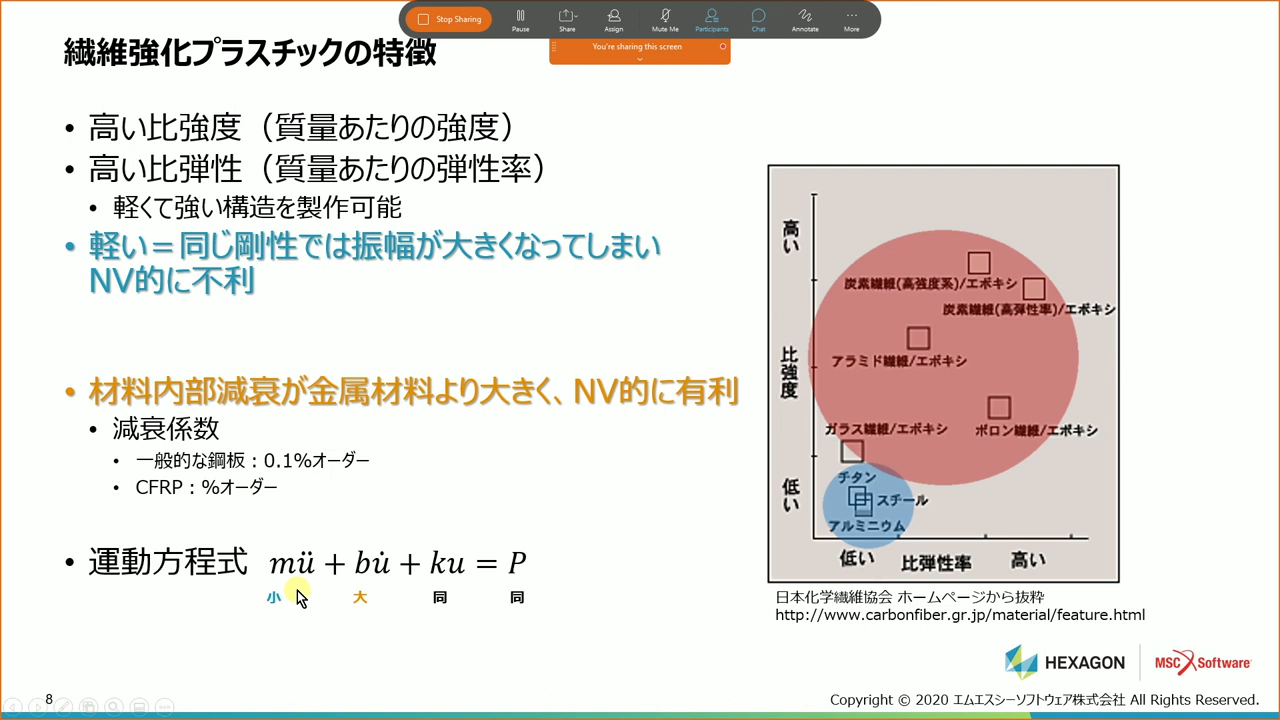 Stop Sharing
Pause
Share
Assign
Mute Me
Participants
Chat
Annotate
More
You're sharing this screen
繊維強化プラスチックの特徴
• 高い比強度（質量あたりの強度）
• 高い比弾性（質量あたりの弾性率）
• 軽くて強い構造を製作可能
• 軽い＝同じ剛性では振幅が大きくなってしまい
NV的に不利
• 材料内部減衰が金属材料より大きく、NV的に有利
• 減衰係数
• 一般的な鋼板：0.1%オーダー
• CFRP：%オーダー
• 運動方程式 mü + bu̇ + ku = P
小 大 同 同
高い
比強度
低い
炭素繊維(高強度系)/エポキシ
炭素繊維(高弾性率)/エポキシ
アラミド繊維/エポキシ
ガラス繊維/エポキシ
ボロン繊維/エポキシ
チタン
スチール
アルミニウム
低い 比弾性率 高い
日本化学繊維協会 ホームページから抜粋
http://www.carbonfiber.gr.jp/material/feature.html
HEXAGON
MSC Software
8
Copyright © 2020 エムエスシーソフトウェア株式会社 All Rights Reserved.